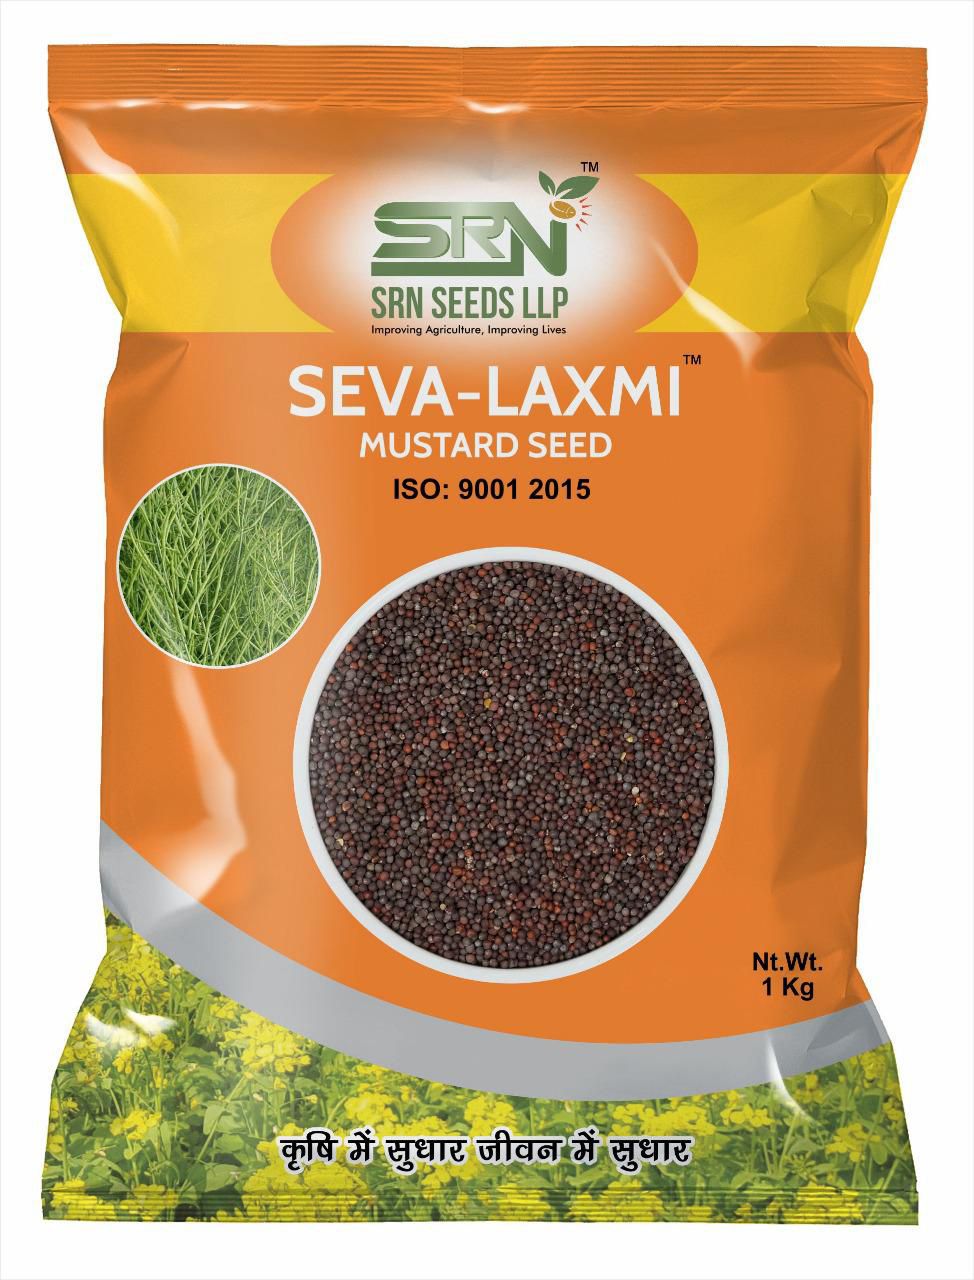 TM
SRN
SRN SEEDS LLP
Improving Agriculture, Improving Lives
SEVA-LAXMI™
MUSTARD SEED
ISO: 9001 2015
Nt.Wt.
1 Kg
कृषि में सुधार जीवन में सुधार